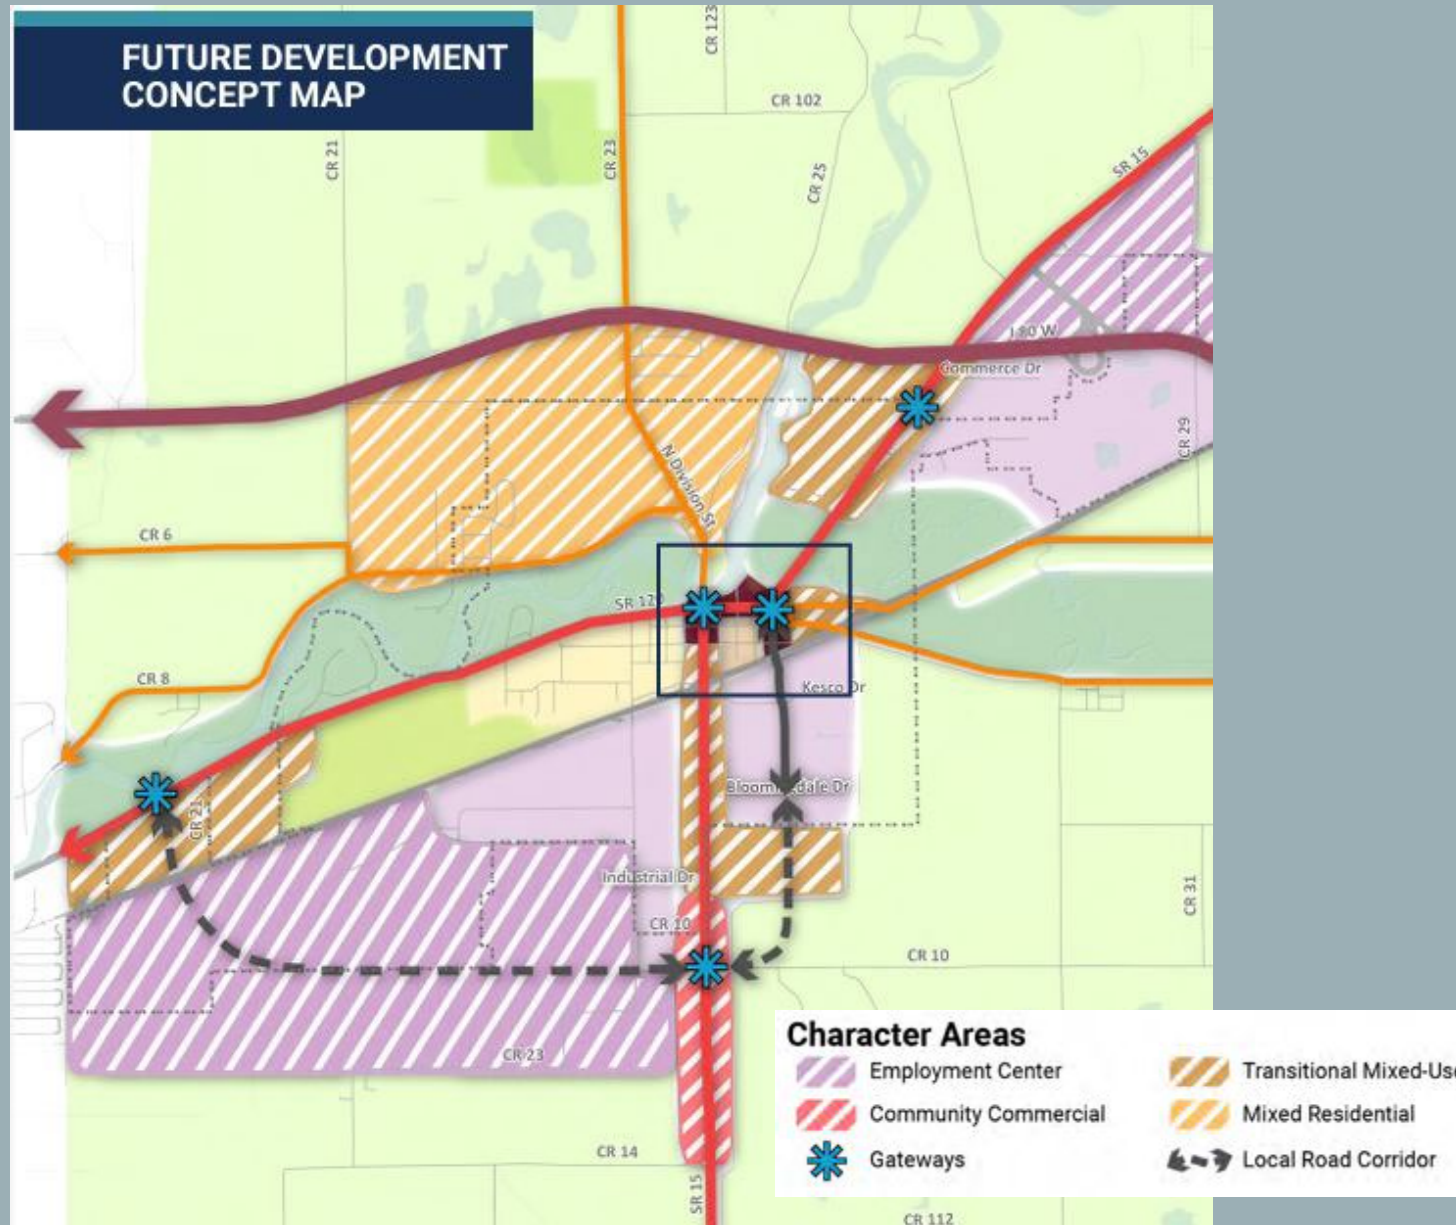 FUTURE DEVELOPMENT
CONCEPT MAP
CR 123
CR 102
CR 21
CR 23
CR 25
SR 15
I 80 W
Commerce Dr
CR 29
N Division St
CR 6
SR 120
CR 8
Kesco Dr
CR 21
Bloomingdale Dr
Industrial Dr
CR 31
CR 10
CR 10
CR 23
CR 14
SR 15
CR 112
Character Areas
Employment Center
Transitional Mixed-Use
Community Commercial
Mixed Residential
Gateways
Local Road Corridor